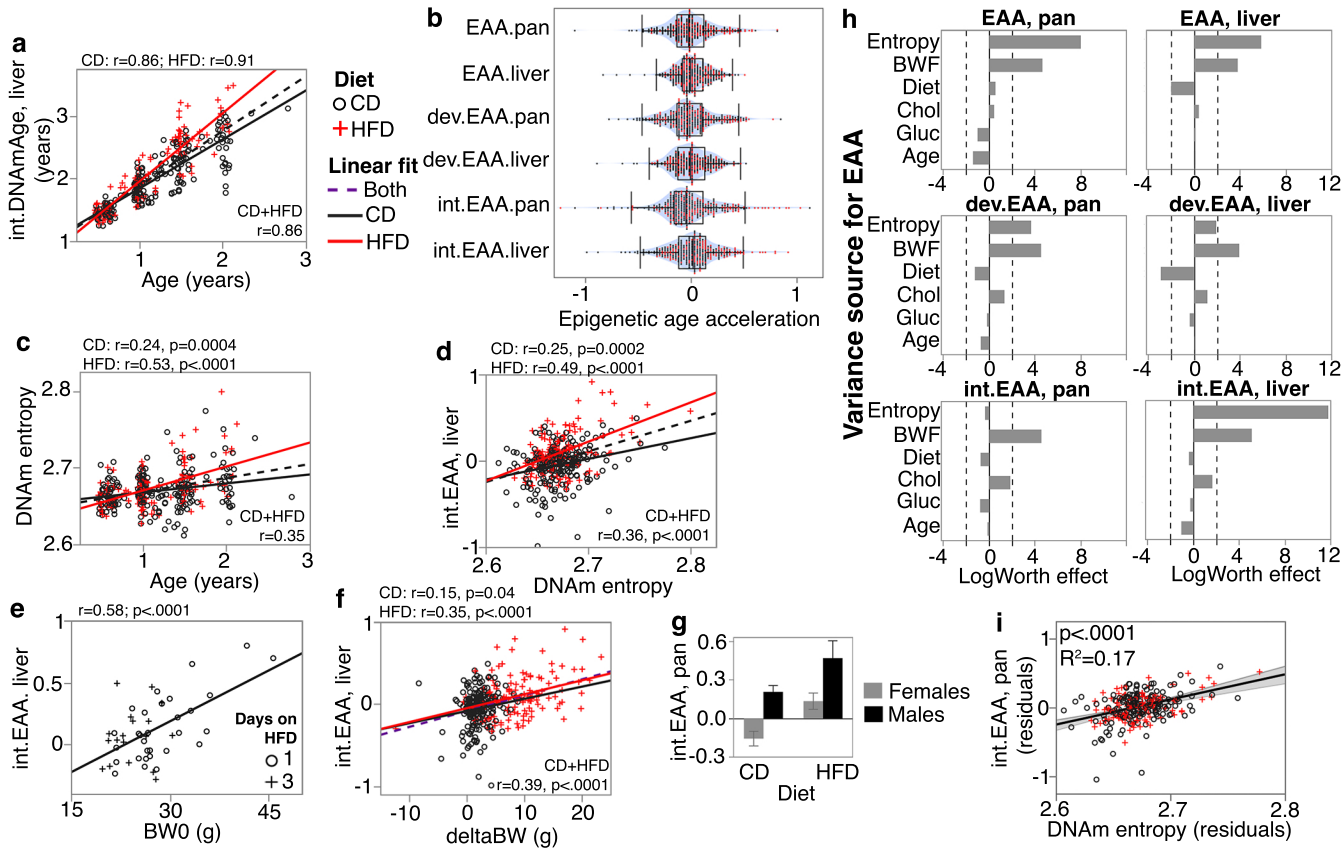 a
CD: r=0.86; HFD: r=0.91
int.DNAmAge, liver
(years)
3
2
1
CD+HFD
r=0.86
1
2
3
Age (years)
Diet
CD
HFD
Linear fit
Both
CD
HFD
b
EAA.pan
EAA.liver
dev.EAA.pan
dev.EAA.liver
int.EAA.pan
int.EAA.liver
-1
0
1
Epigenetic age acceleration
c
CD: r=0.24, p=0.0004
HFD: r=0.53, p<.0001
DNAm entropy
2.8
2.7
2.6
CD+HFD
r=0.35
1
2
3
Age (years)
d
CD: r=0.25, p=0.0002
HFD: r=0.49, p<.0001
int.EAA, liver
1
0
-1
CD+HFD
r=0.36, p<.0001
2.6
2.7
2.8
DNAm entropy
e
r=0.58; p<.0001
int.EAA. liver
1
0.5
0
Days on
HFD
1
3
15
30
45
BW0 (g)
f
CD: r=0.15, p=0.04
HFD: r=0.35, p<.0001
int.EAA, liver
1
0
-1
CD+HFD
r=0.39, p<.0001
-10
0
10
20
deltaBW (g)
g
int.EAA, pan
0.6
0.3
0.0
-0.3
CD
HFD
Diet
Females
Males
h
Variance source for EAA
EAA, pan
Entropy
BWF
Diet
Chol
Gluc
Age
-4
0
4
8
EAA, liver
-4
0
4
8
12
dev.EAA, pan
Entropy
BWF
Diet
Chol
Gluc
Age
-4
0
4
8
dev.EAA, liver
-4
0
4
8
12
int.EAA, pan
Entropy
BWF
Diet
Chol
Gluc
Age
-4
0
4
8
LogWorth effect
int.EAA, liver
-4
0
4
8
12
LogWorth effect
i
p<.0001
R²=0.17
int.EAA, pan
(residuals)
1
0
-1
2.6
2.7
2.8
DNAm entropy (residuals)